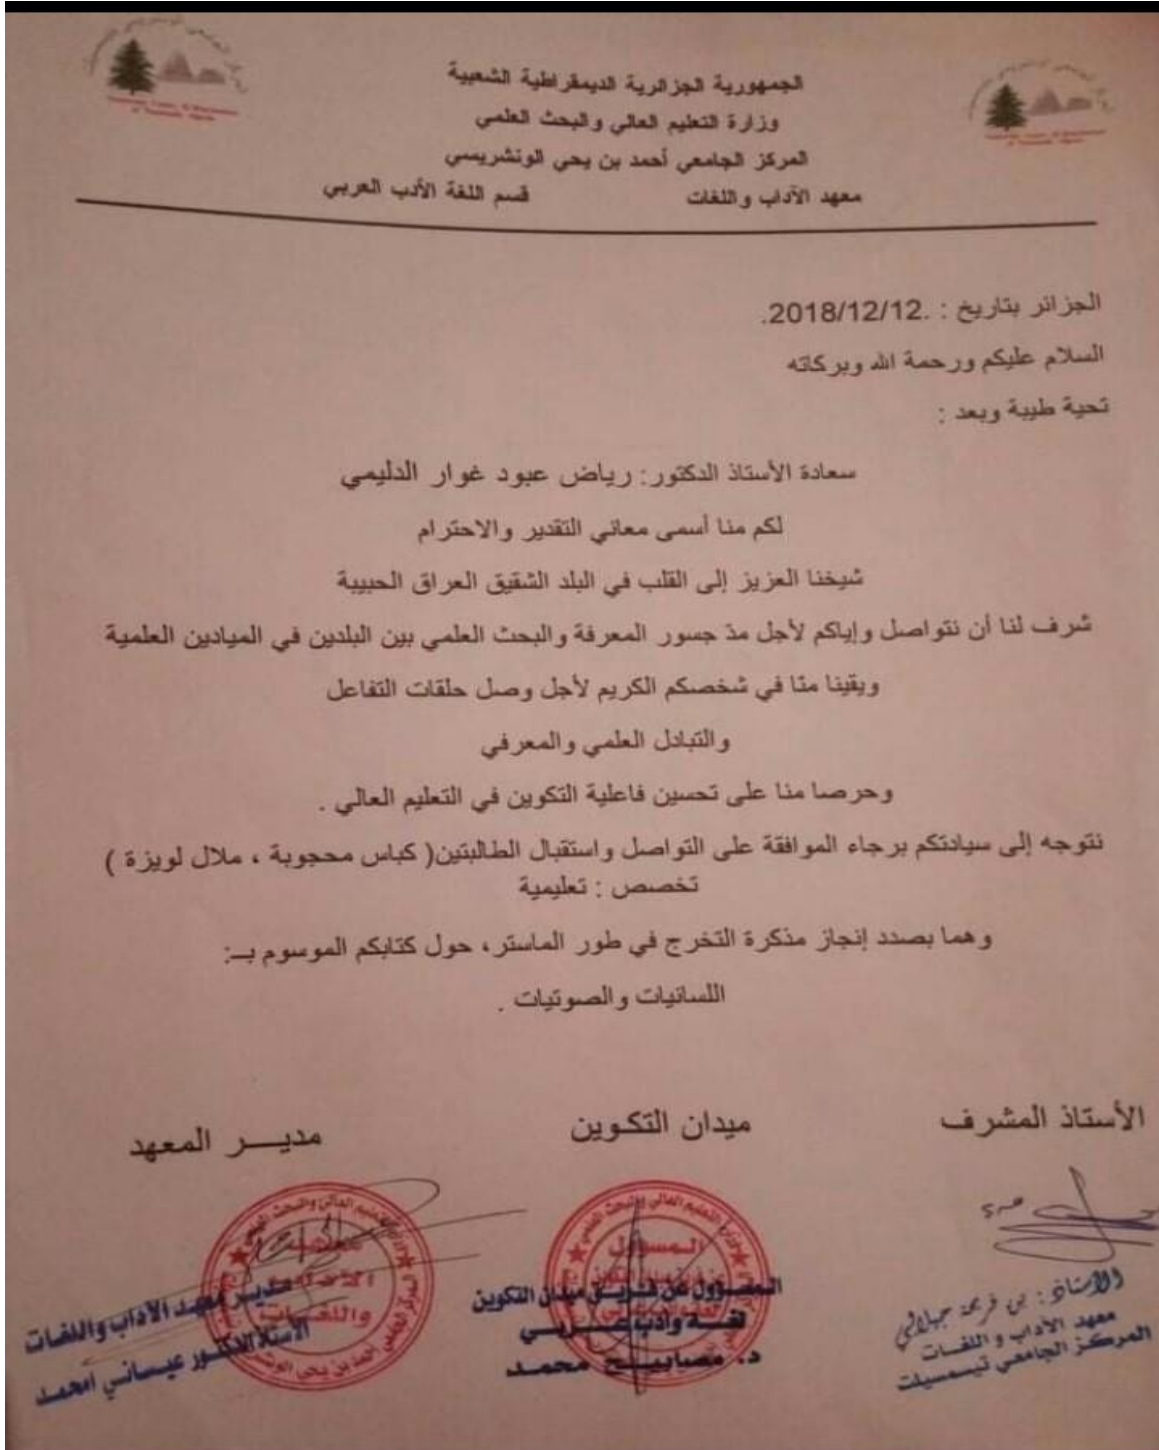 الجمهورية الجزائرية الديمقراطية الشعبية
وزارة التعليم العالي والبحث العلمي
المركز الجامعي أحمد بن يحي الونشريسي
معهد الآداب واللغات قسم اللغة الأدب العربي
الجزائر بتاريخ : .2018/12/12.
السلام عليكم ورحمة الله وبركاته
تحية طيبة وبعد :
سعادة الأستاذ الدكتور: رياض عبود غوار الدليمي
لكم منا أسمى معاني التقدير والاحترام
شيخنا العزيز إلى القلب في البلد الشقيق العراق الحبيبة
شرف لنا أن نتواصل وإياكم لأجل مدّ جسور المعرفة والبحث العلمي بين البلدين في الميادين العلمية
ويقينا منّا في شخصكم الكريم لأجل وصل حلقات التفاعل
والتبادل العلمي والمعرفي
وحرصا منا على تحسين فاعلية التكوين في التعليم العالي .
نتوجه إلى سيادتكم برجاء الموافقة على التواصل واستقبال الطالبتين( كباس محجوبة ، ملال لويزة )
تخصص : تعليمية
وهما بصدد إنجاز مذكرة التخرج في طور الماستر، حول كتابكم الموسوم بــ:
اللسانيات والصوتيات .
الأستاذ المشرف ميدان التكوين مديـــر المعهد
الأستاذ: بن فريحة جيلالي
معهد الآداب و اللغات
المركز الجامعي تيسمسيلت
المسؤول عن فريق ميدان التكوين
لغة وأدب عربي
د. مصابيح محمد
مدير معهد الآداب واللغات
الأستاذ الدكتور عيساني امحمد